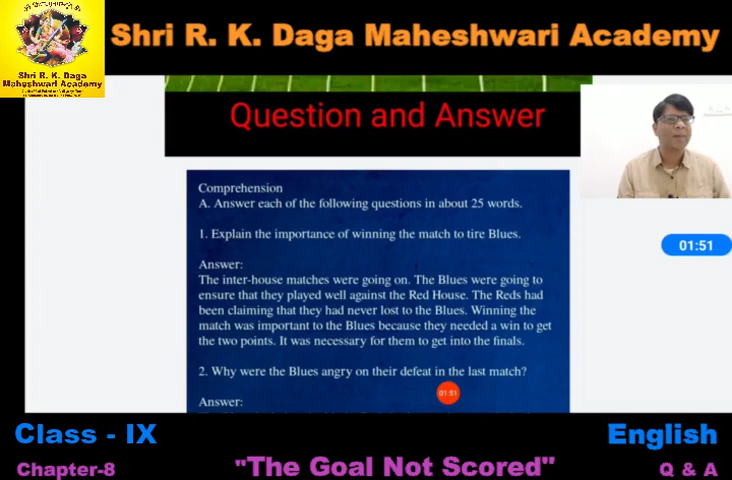 Shri R. K. Daga Maheshwari Academy
Shri R. K. Daga
Maheshwari Academy
Question and Answer
Comprehension
A. Answer each of the following questions in about 25 words.
1. Explain the importance of winning the match to tire Blues.
Answer:
The inter-house matches were going on. The Blues were going to
ensure that they played well against the Red House. The Reds had
been claiming that they had never lost to the Blues. Winning the
match was important to the Blues because they needed a win to get
the two points. It was necessary for them to get into the finals.
2. Why were the Blues angry on their defeat in the last match?
Answer:
01:51
01:51
Class - IX
English
Chapter-8
"The Goal Not Scored"
Q & A